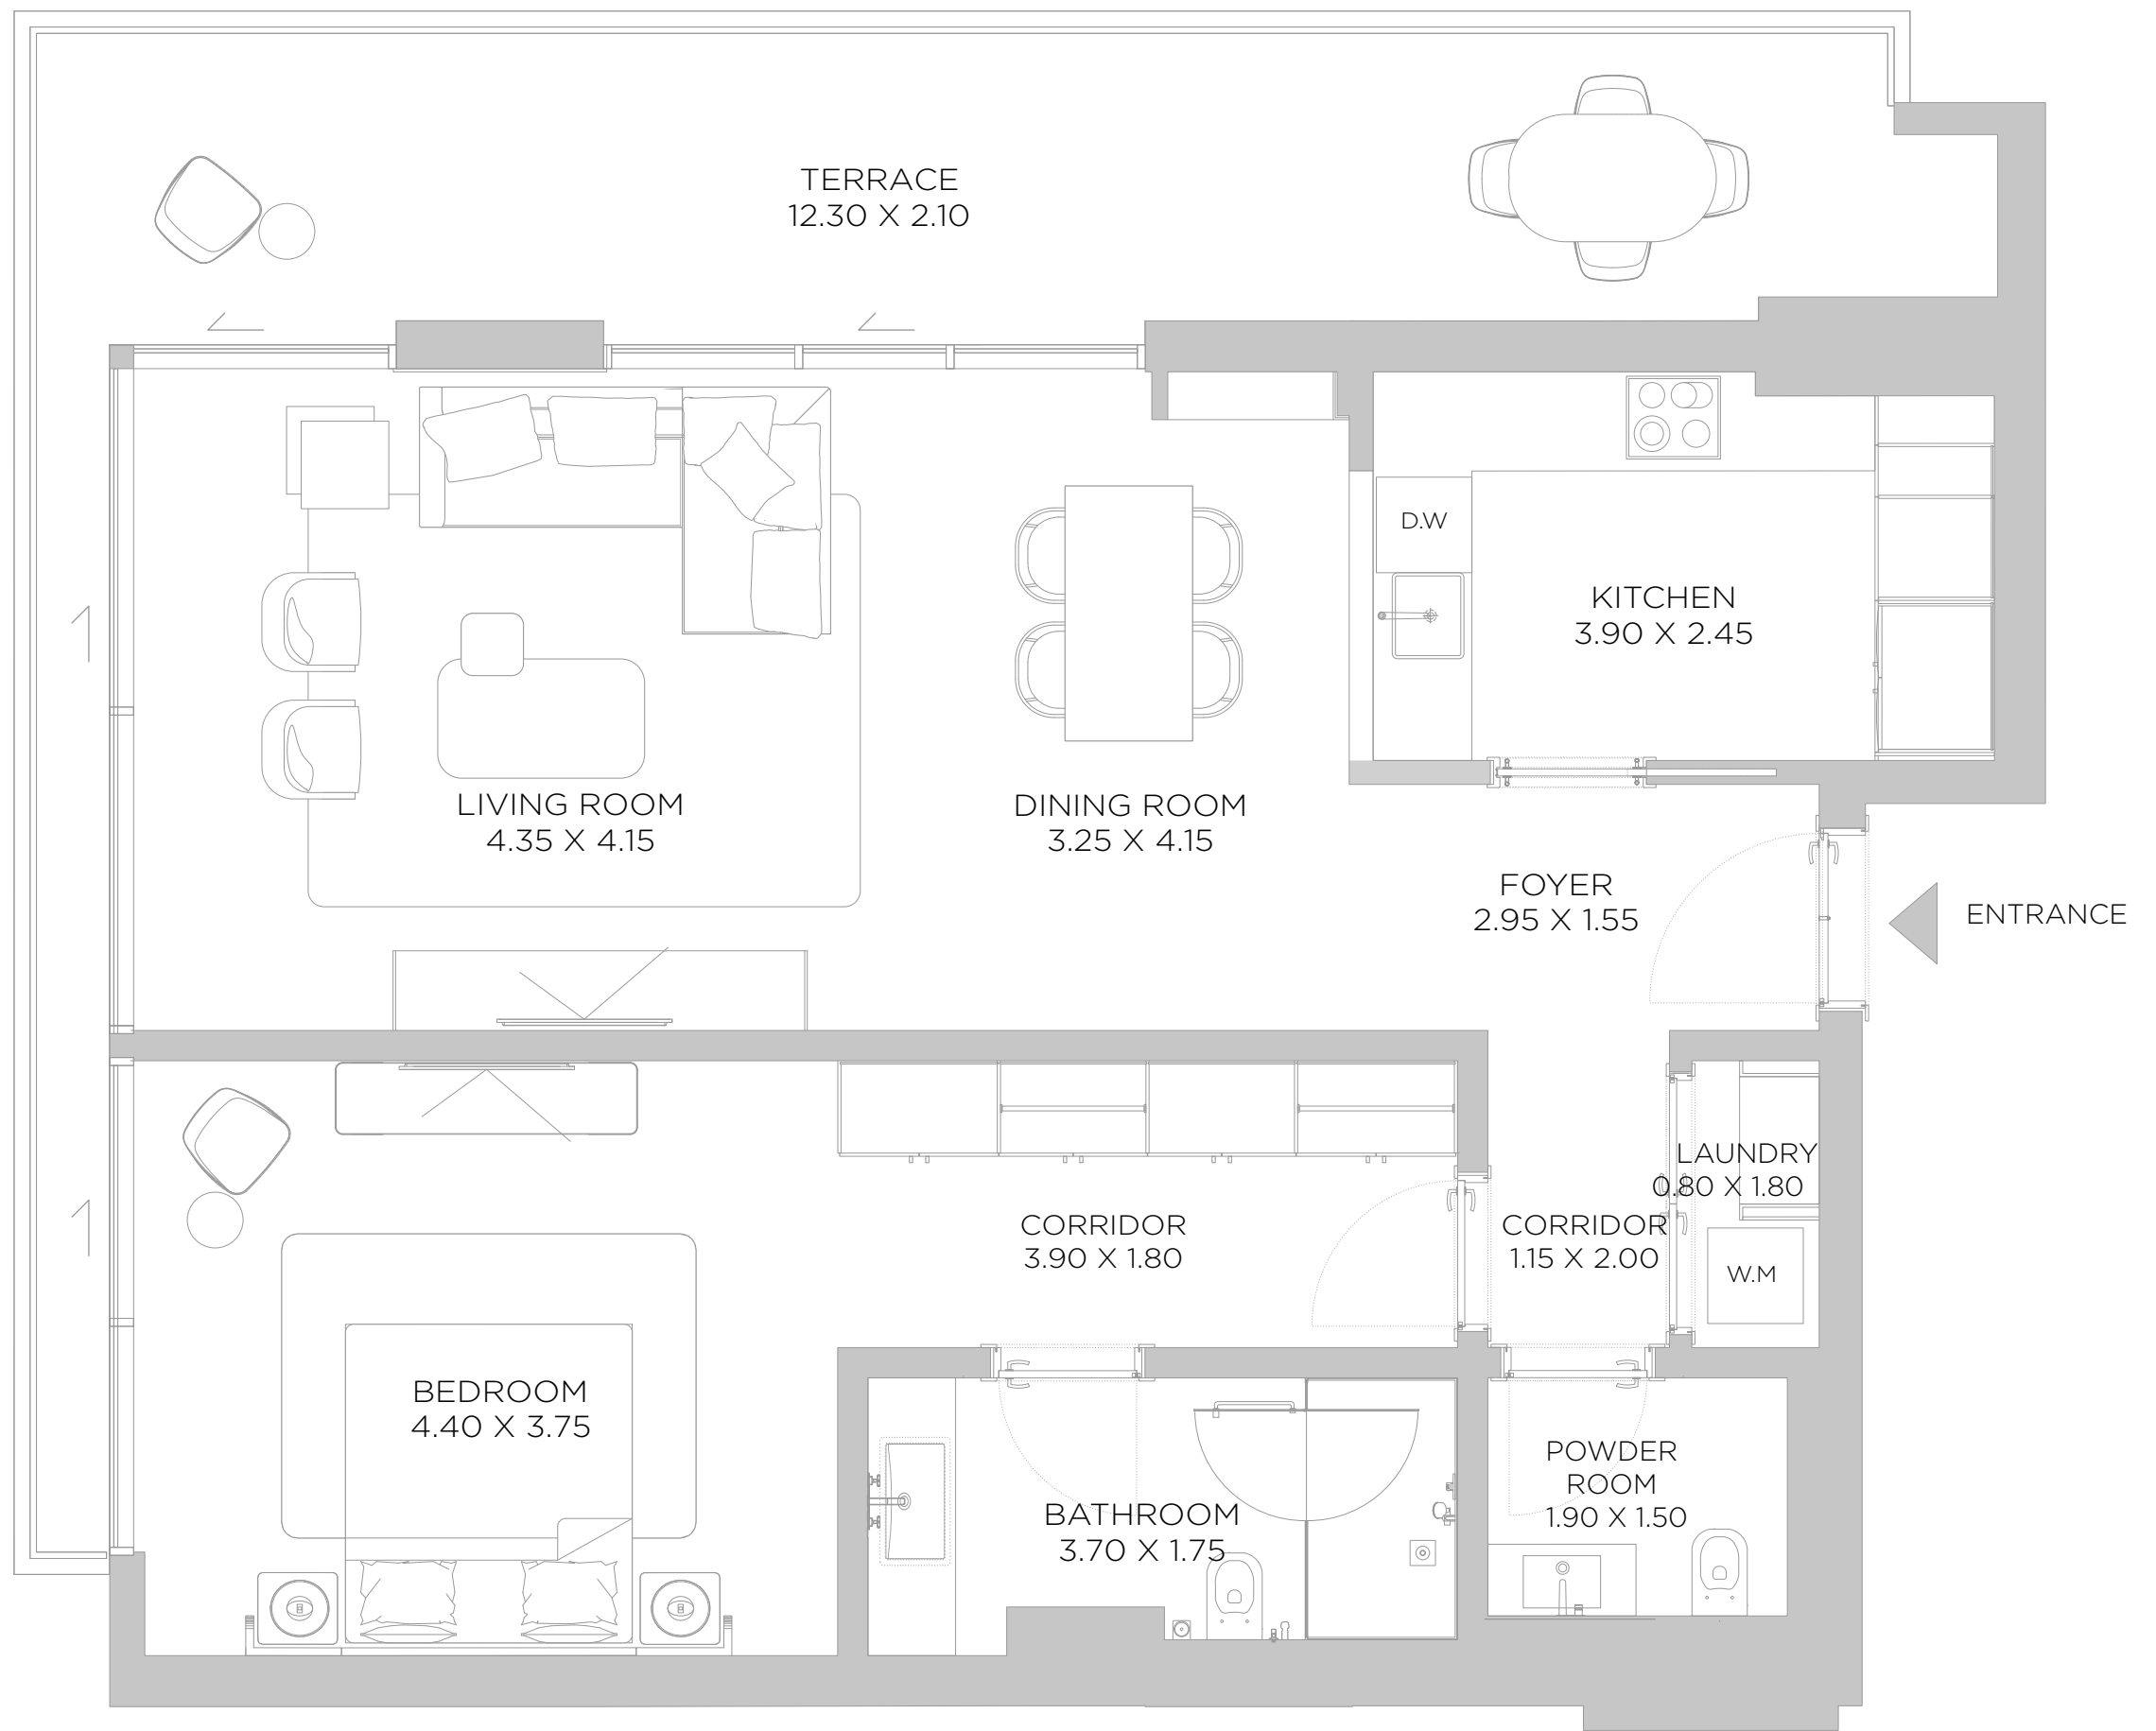 TERRACE
12.30 X 2.10
D.W
KITCHEN
3.90 X 2.45
LIVING ROOM
4.35 X 4.15
DINING ROOM
3.25 X 4.15
FOYER
2.95 X 1.55
ENTRANCE
LAUNDRY
0.80 X 1.80
CORRIDOR
3.90 X 1.80
CORRIDOR
1.15 X 2.00
W.M
BEDROOM
4.40 X 3.75
POWDER
ROOM
1.90 X 1.50
BATHROOM
3.70 X 1.75